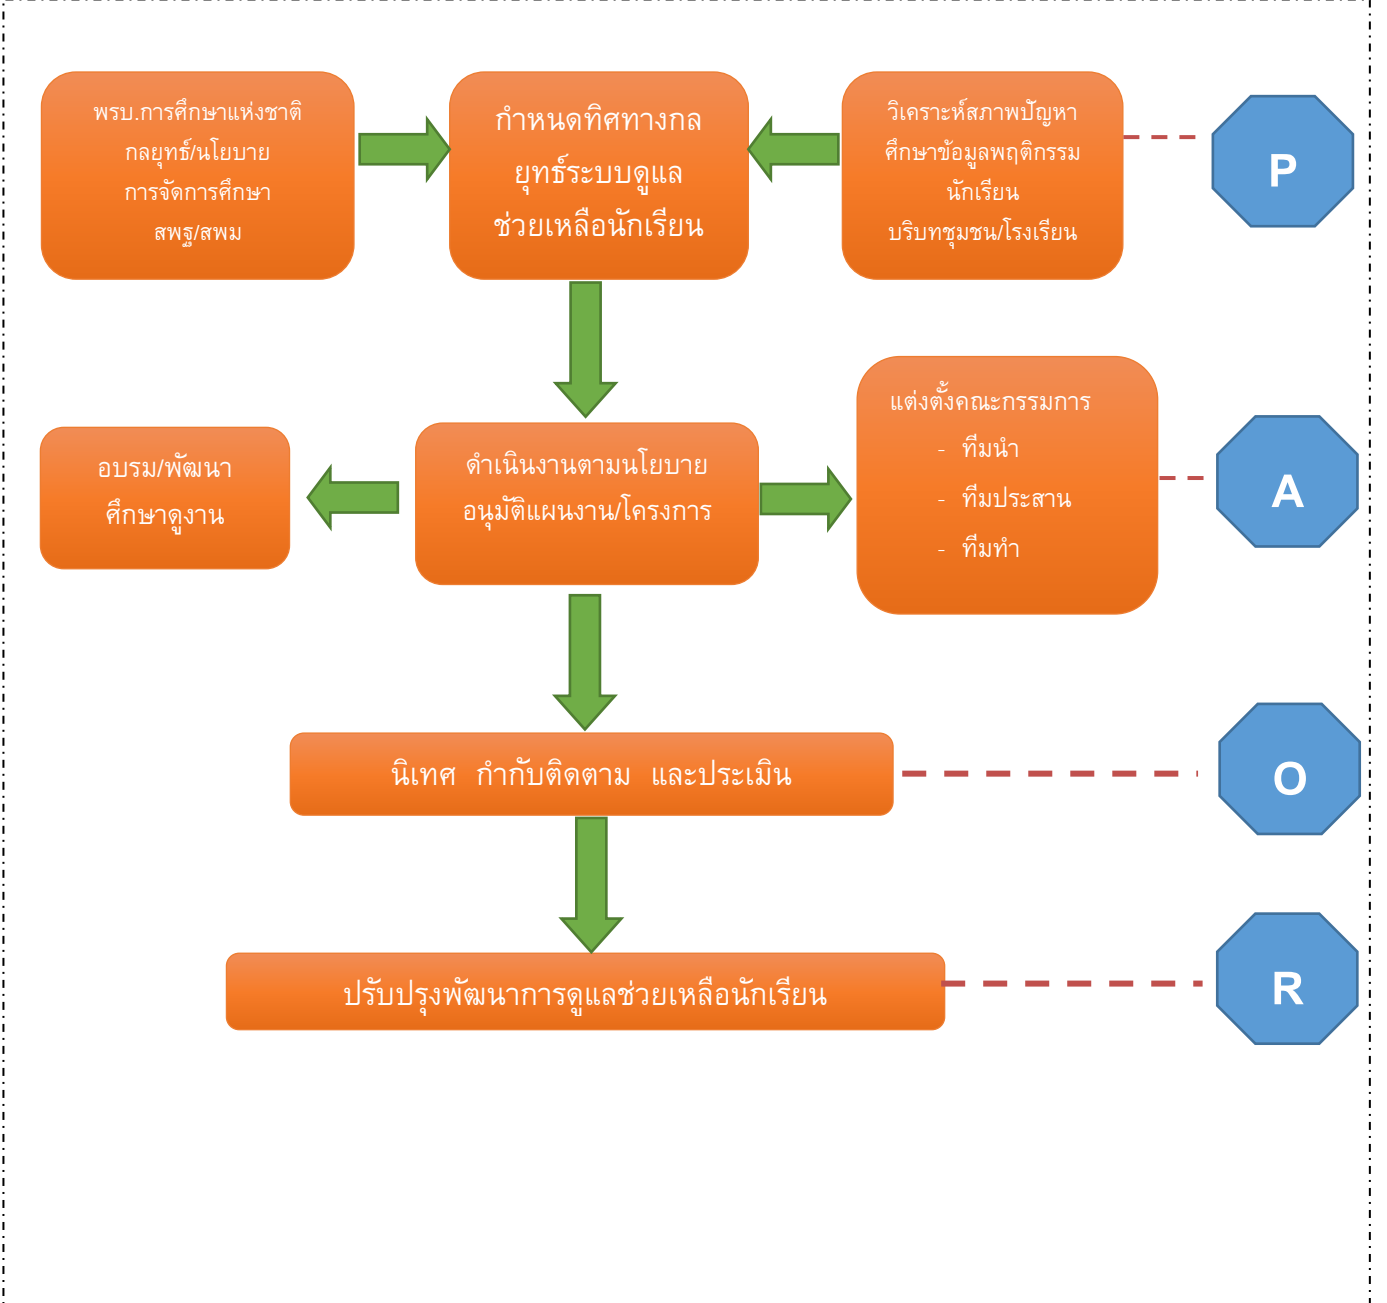 พรบ.การศึกษาแห่งชาติ
กลยุทธ์/นโยบาย
การจัดการศึกษา
สพฐ/สพม
กำหนดทิศทางกล
ยุทธ์ระบบดูแล
ช่วยเหลือนักเรียน
วิเคราะห์สภาพปัญหา
ศึกษาข้อมูลพฤติกรรม
นักเรียน
บริบทชุมชน/โรงเรียน
P
อบรม/พัฒนา
ศึกษาดูงาน
ดำเนินงานตามนโยบาย
อนุมัติแผนงาน/โครงการ
แต่งตั้งคณะกรรมการ
- ทีมนำ
- ทีมประสาน
- ทีมทำ
A
นิเทศ กำกับติดตาม และประเมิน
O
ปรับปรุงพัฒนาการดูแลช่วยเหลือนักเรียน
R